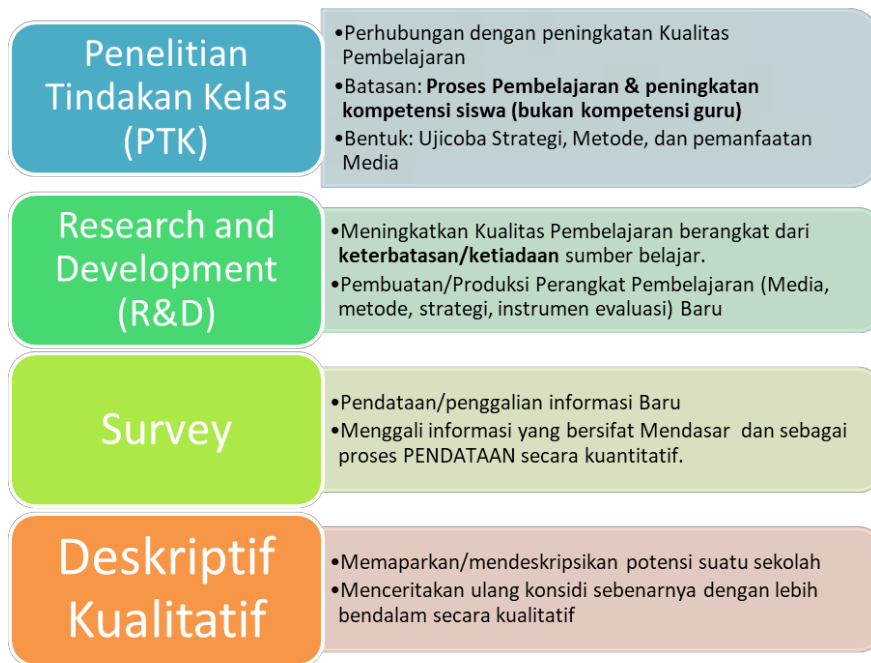 Penelitian
Tindakan Kelas
(PTK)
•Perhubungan dengan peningkatan Kualitas
Pembelajaran
•Batasan: Proses Pembelajaran & peningkatan
kompetensi siswa (bukan kompetensi guru)
•Bentuk: Ujicoba Strategi, Metode, dan pemanfaatan
Media
Research and
Development
(R&D)
•Meningkatkan Kualitas Pembelajaran berangkat dari
keterbatasan/ketiadaan sumber belajar.
•Pembuatan/Produksi Perangkat Pembelajaran (Media,
metode, strategi, instrumen evaluasi) Baru
Survey
•Pendataan/penggalian informasi Baru
•Menggali informasi yang bersifat Mendasar dan sebagai
proses PENDATAAN secara kuantitatif.
Deskriptif
Kualitatif
•Memaparkan/mendeskripsikan potensi suatu sekolah
•Menceritakan ulang konsidi sebenarnya dengan lebih
bendalam secara kualitatif